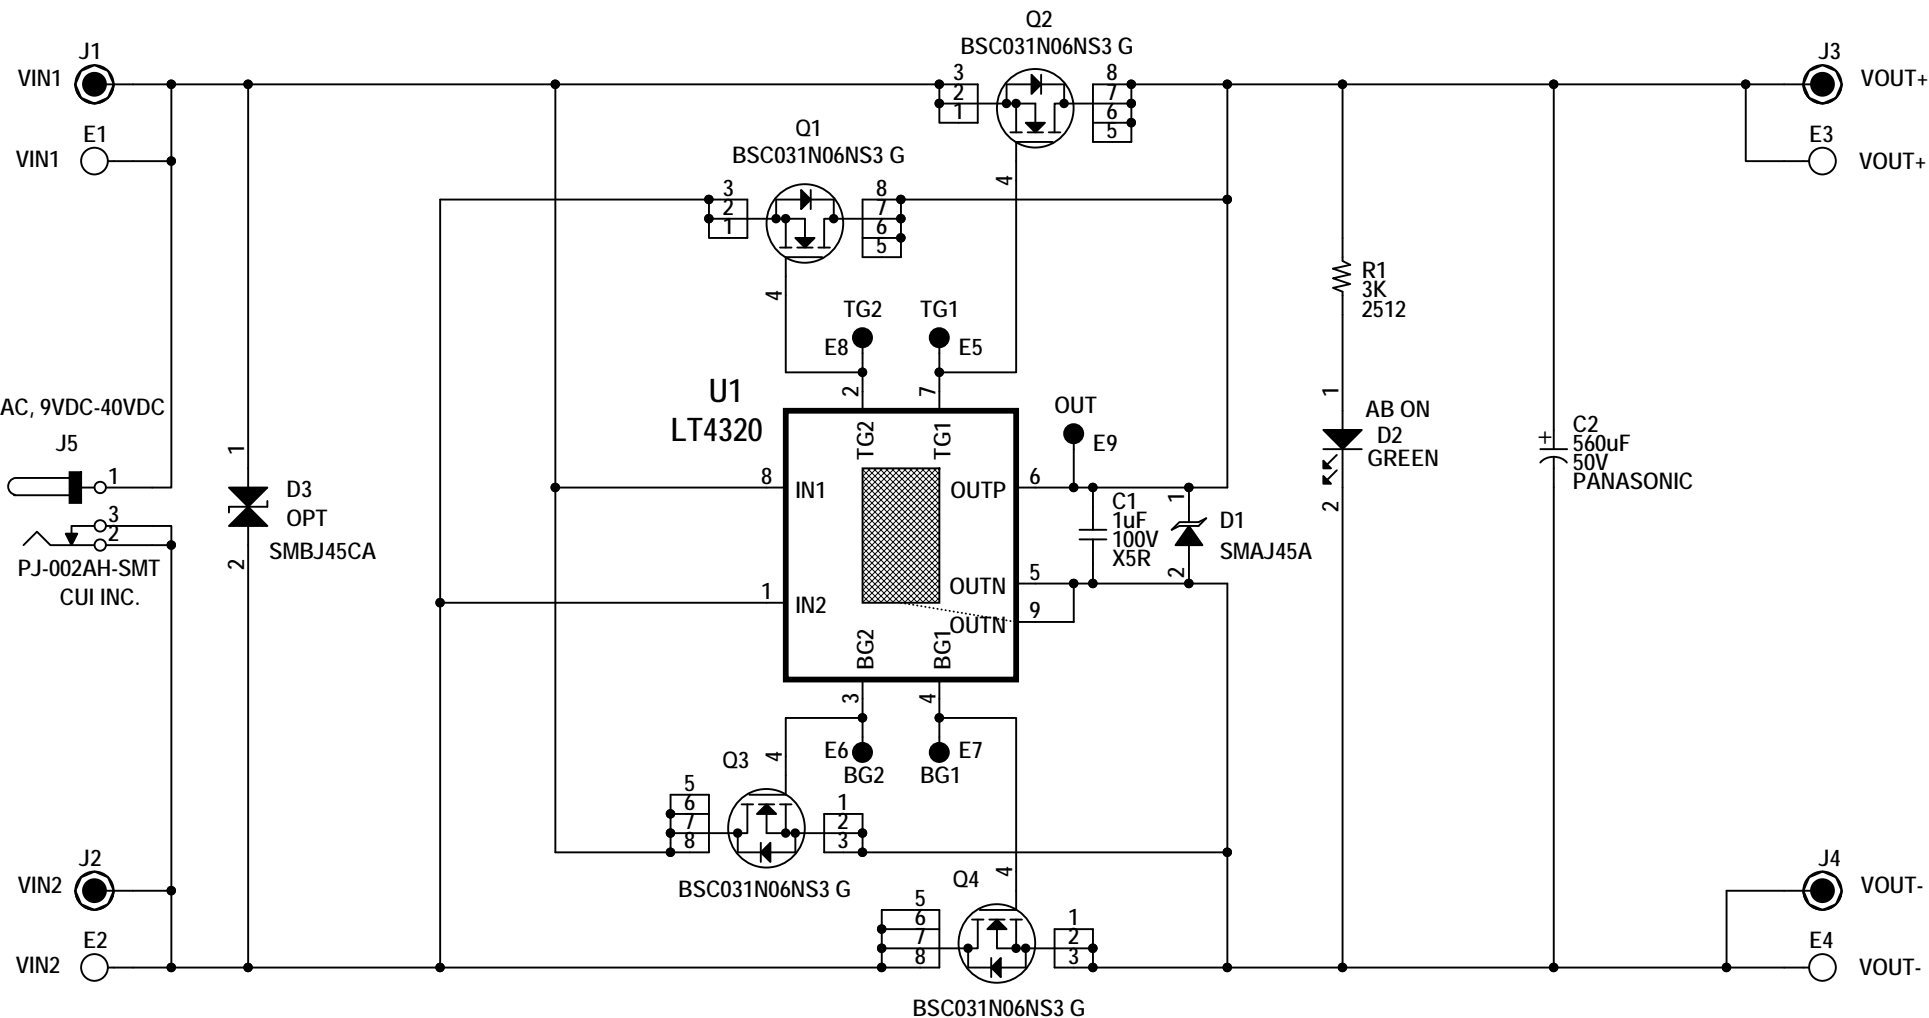 Q2
BSC031N06NS3 G
J1
VIN1
E1
VIN1
3
2
1
8
7
6
5
4
J3
VOUT+
E3
VOUT+
Q1
BSC031N06NS3 G
3
2
1
8
7
6
5
4
TG2
E8
TG1
E5
2
7
U1
LT4320
TG2
TG1
8
IN1
1
IN2
OUTP
6
OUTN
5
OUTN
9
BG2
BG1
3
4
OUT
E9
C1
1uF
100V
X5R
1
D1
SMAJ45A
2
R1
3K
2512
1
AB ON
D2
GREEN
2
+
C2
560uF
50V
PANASONIC
AC, 9VDC-40VDC
J5
1
3
2
PJ-002AH-SMT
CUI INC.
1
D3
OPT
SMBJ45CA
2
E6
BG2
E7
BG1
Q3
4
5
6
7
8
1
2
3
BSC031N06NS3 G
Q4
4
5
6
7
8
1
2
3
BSC031N06NS3 G
J2
VIN2
E2
VIN2
J4
VOUT-
E4
VOUT-